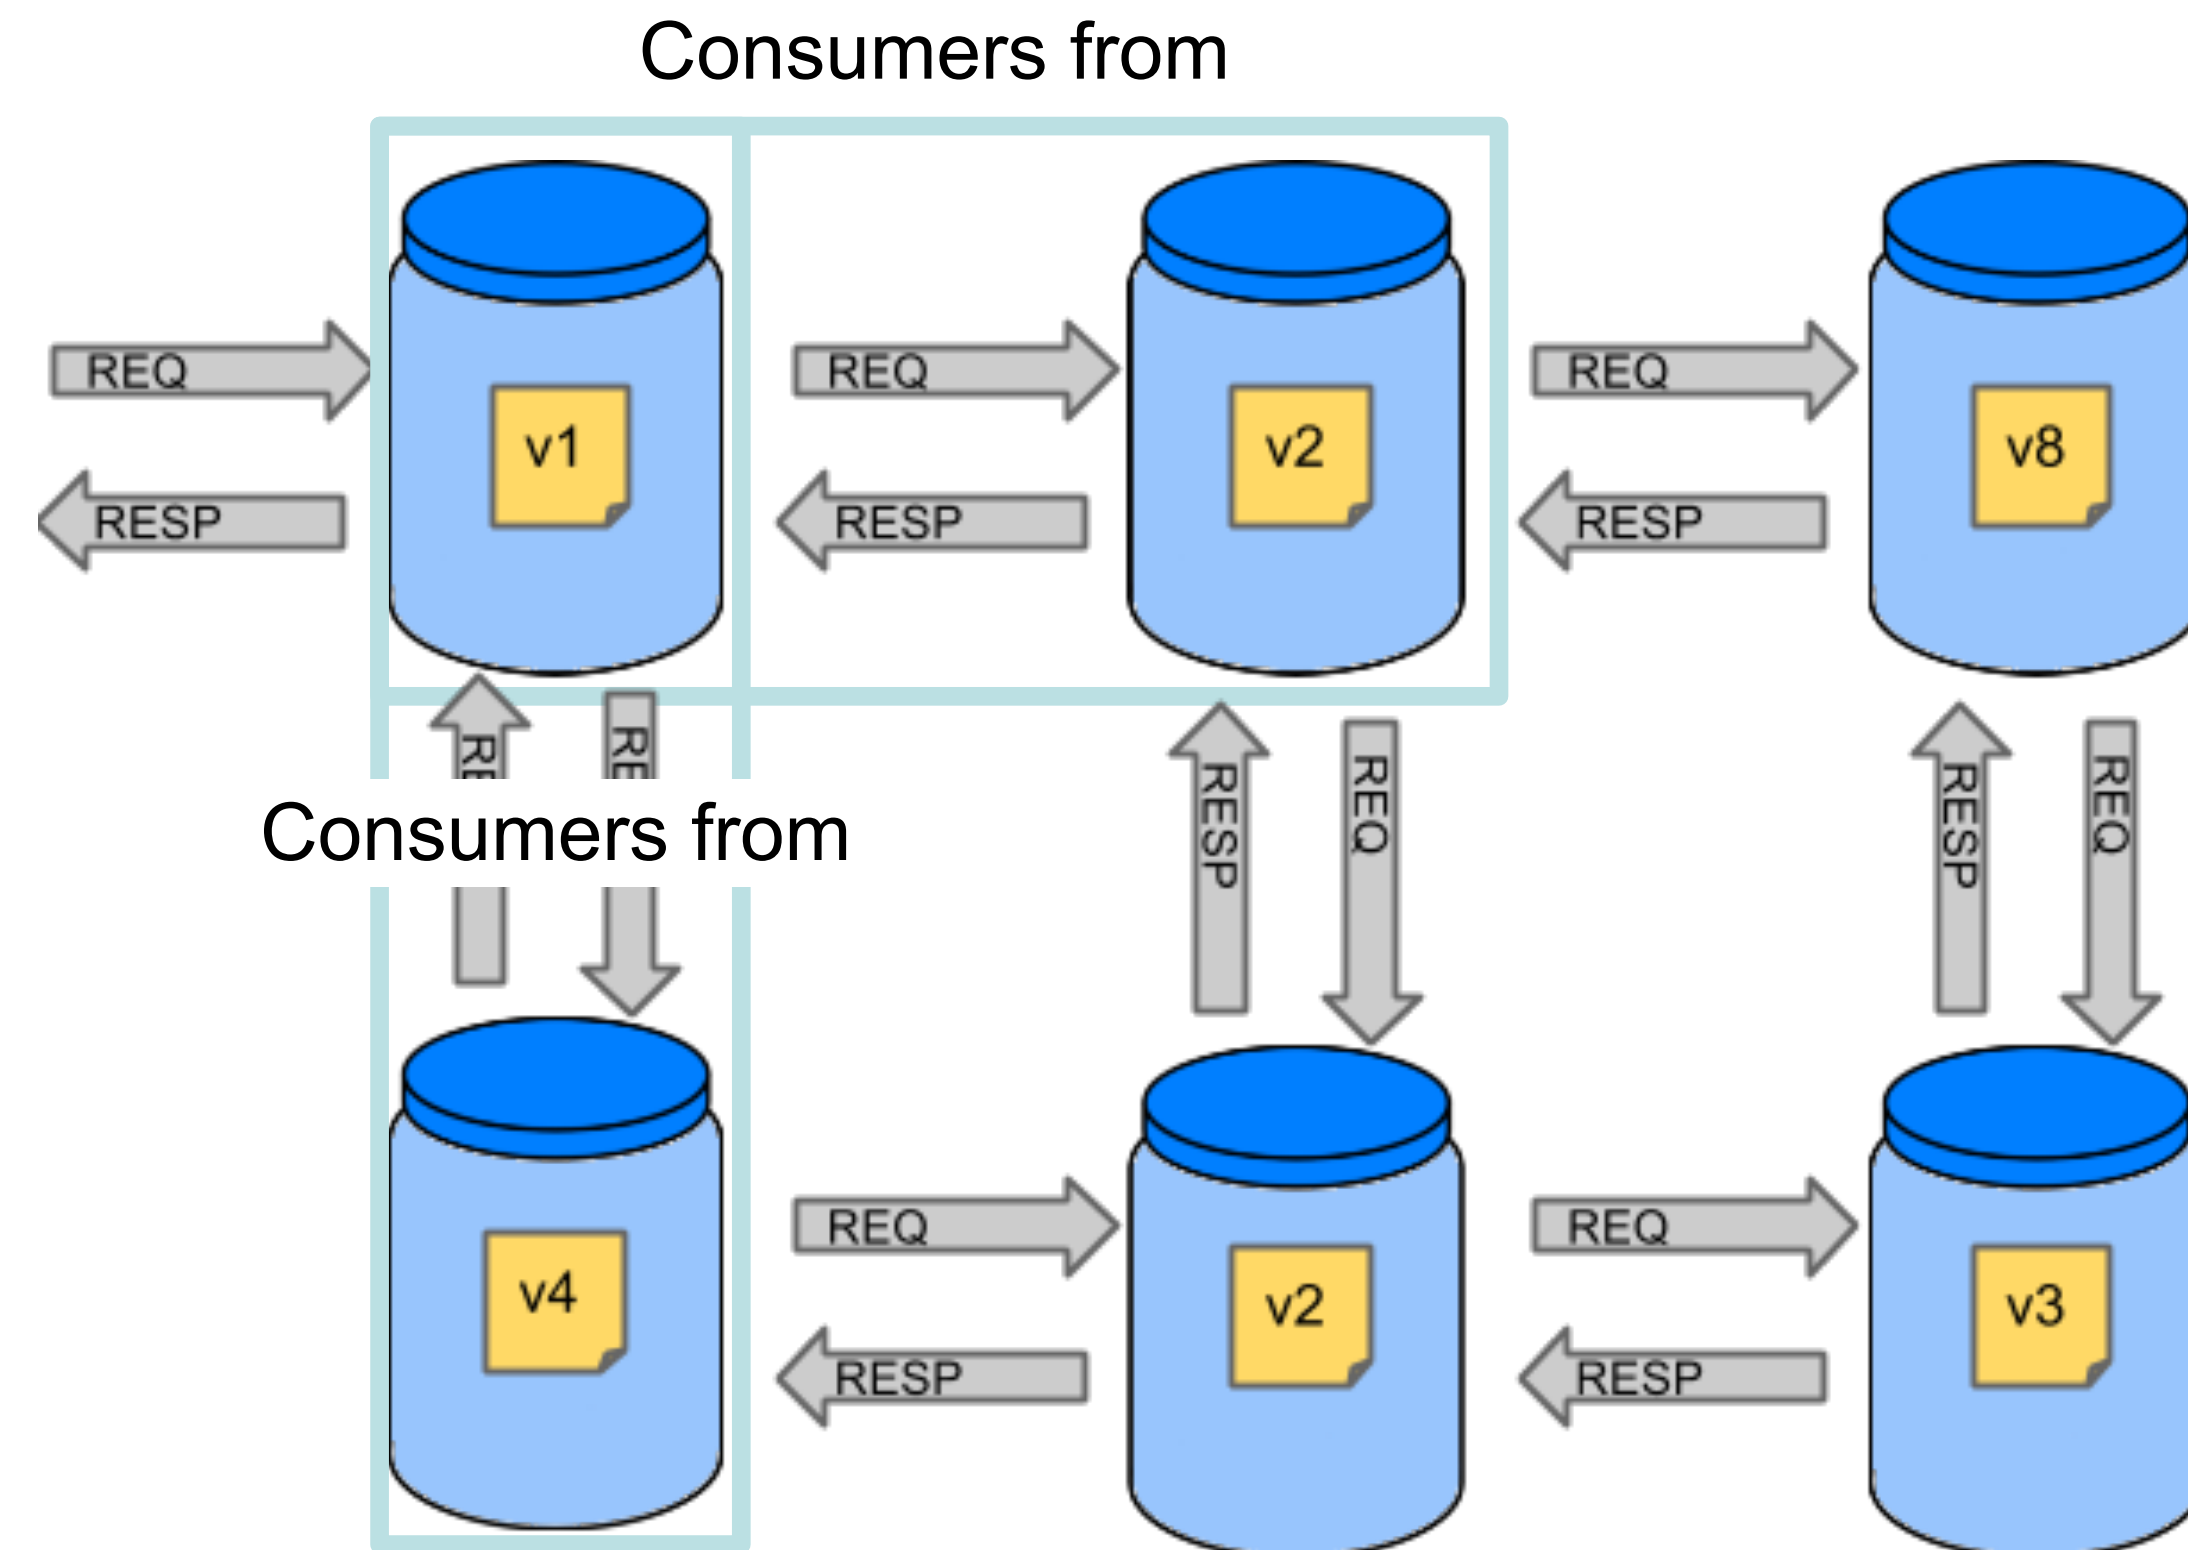 Consumers from
REQ
REQ
REQ
v1
v2
v8
RESP
RESP
RESP
RESP
REQ
RESP
REQ
Consumers from
REQ
REQ
v4
v2
v3
RESP
RESP